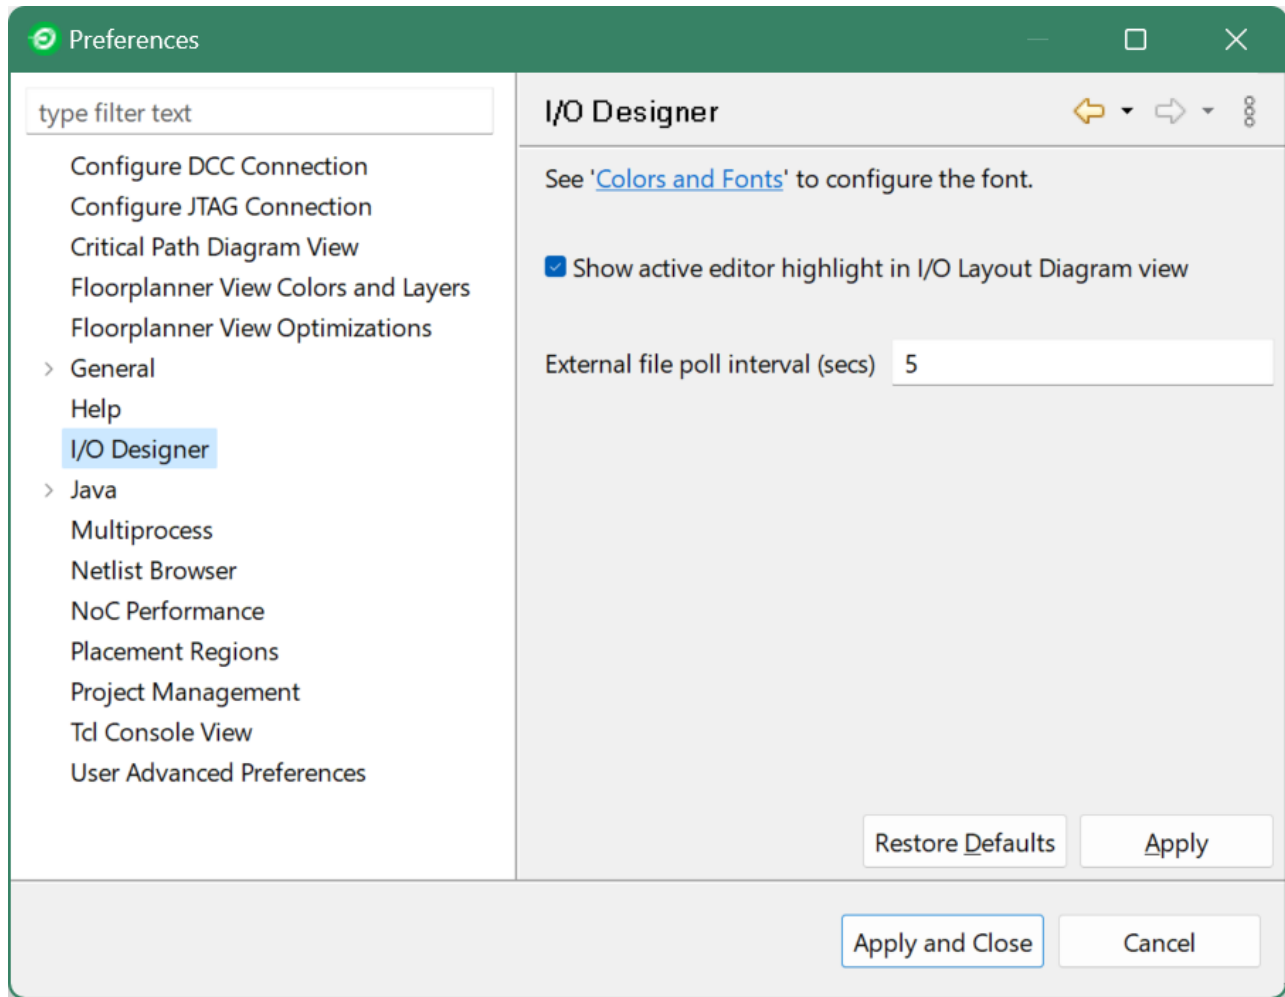 Preferences
type filter text
Configure DCC Connection
Configure JTAG Connection
Critical Path Diagram View
Floorplanner View Colors and Layers
Floorplanner View Optimizations
General
Help
I/O Designer
Java
Multiprocess
Netlist Browser
NoC Performance
Placement Regions
Project Management
Tcl Console View
User Advanced Preferences
I/O Designer
See 'Colors and Fonts' to configure the font.
Show active editor highlight in I/O Layout Diagram view
External file poll interval (secs) 5
Restore Defaults Apply
Apply and Close Cancel